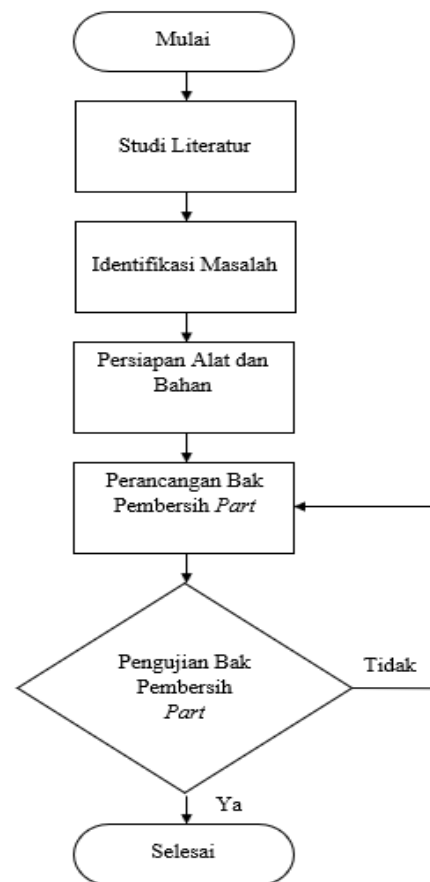 Mulai
Studi Literatur
Identifikasi Masalah
Persiapan Alat dan
Bahan
Perancangan Bak
Pembersih Part
Pengujian Bak
Pembersih
Part
Tidak
Ya
Selesai